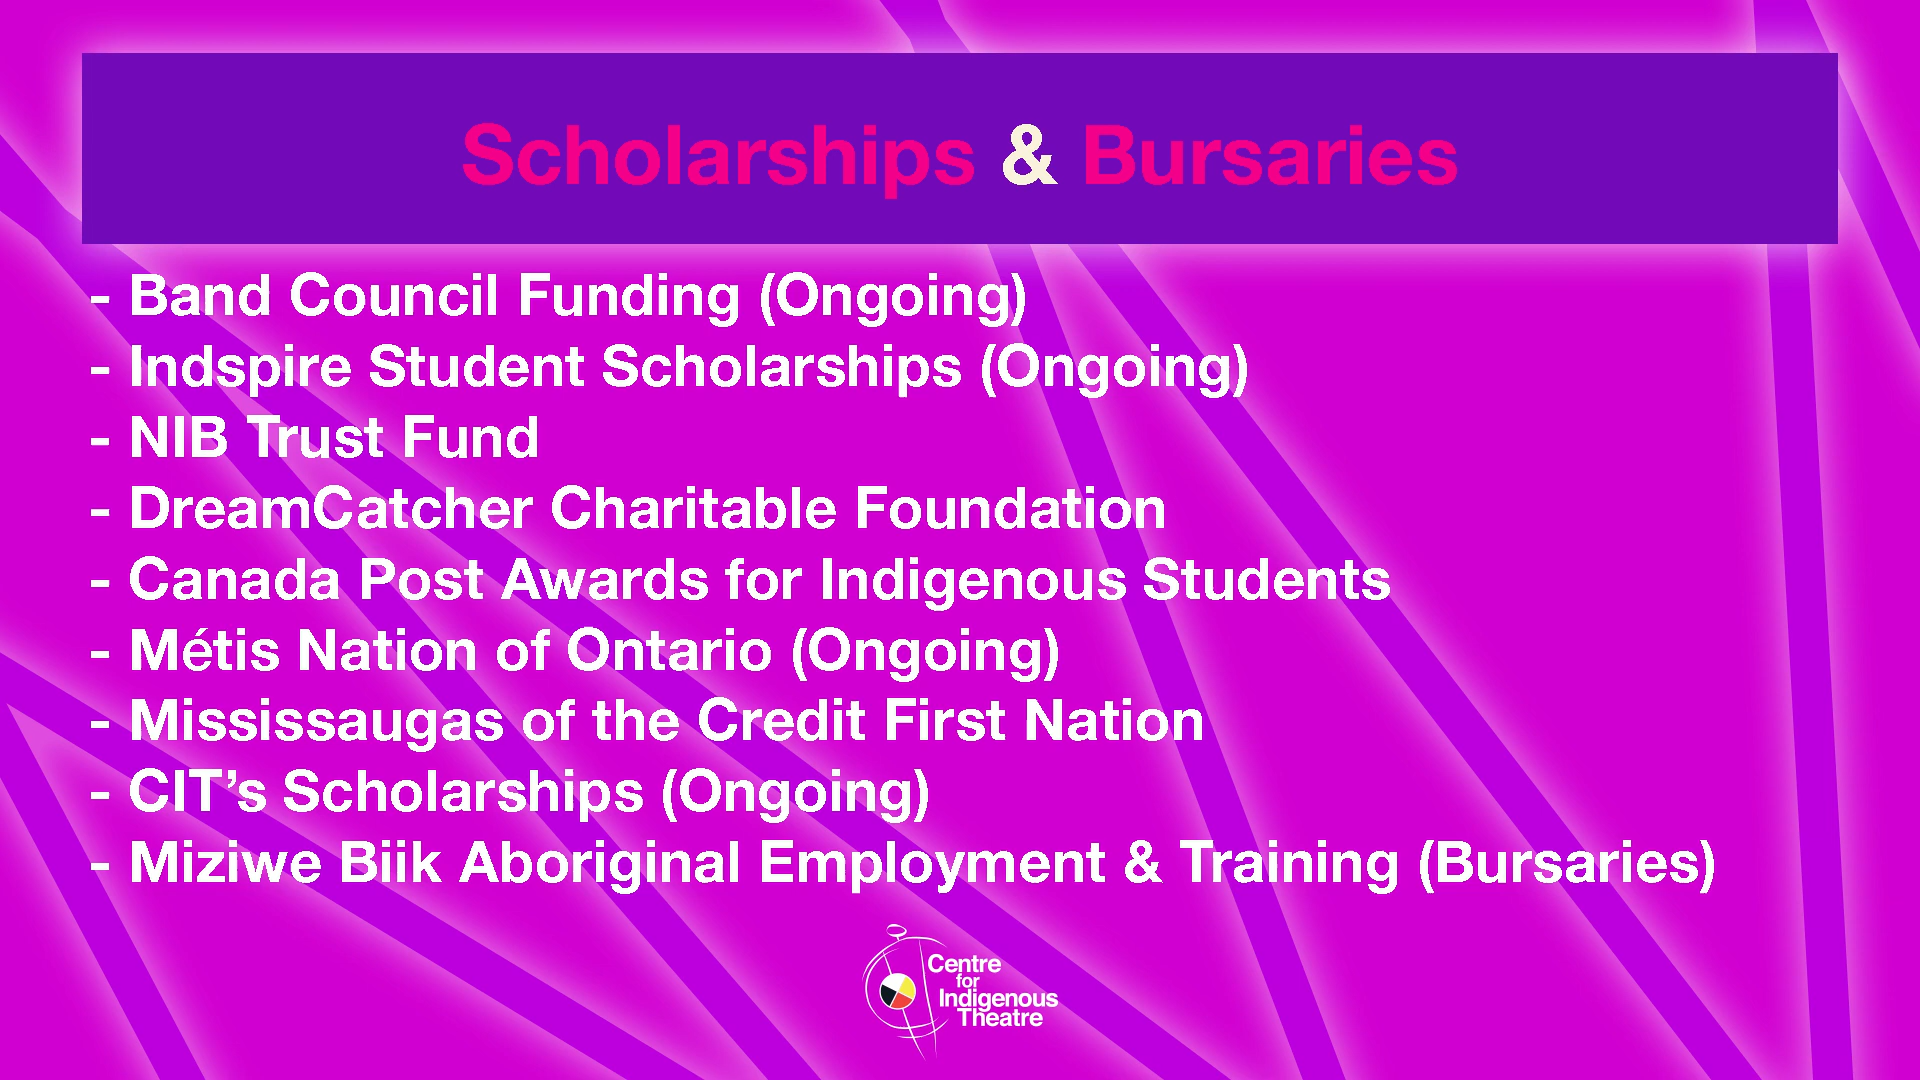 Scholarships & Bursaries
- Band Council Funding (Ongoing)
- Indspire Student Scholarships (Ongoing)
- NIB Trust Fund
- DreamCatcher Charitable Foundation
- Canada Post Awards for Indigenous Students
- Métis Nation of Ontario (Ongoing)
- Mississaugas of the Credit First Nation
- CIT’s Scholarships (Ongoing)
- Miziwe Biik Aboriginal Employment & Training (Bursaries)
Centre
for
Indigenous
Theatre